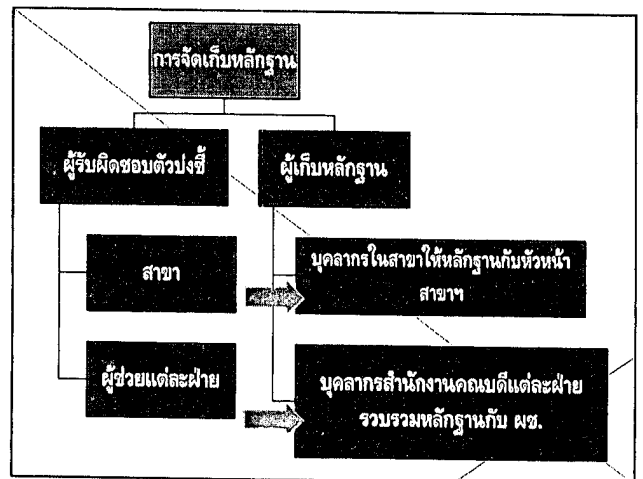 การจัดเก็บหลักฐาน
ผู้รับผิดชอบตัวบ่งชี้
ผู้เก็บหลักฐาน
สาขา
บุคลากรในสาขาให้หลักฐานกับหัวหน้า
สาขาฯ
ผู้ช่วยแต่ละฝ่าย
บุคลากรสำนักงานคณบดีแต่ละฝ่าย
รวบรวมหลักฐานกับ ผช.